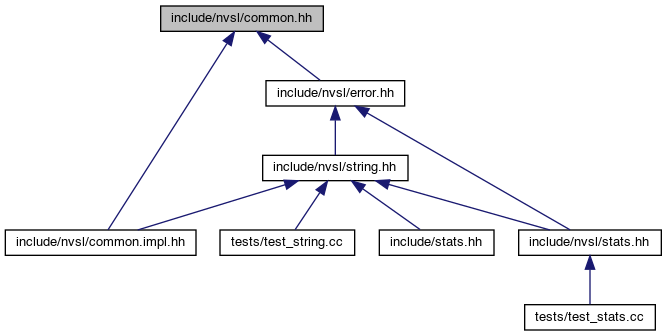 include/nvsl/common.hh
include/nvsl/error.hh
include/nvsl/string.hh
include/nvsl/common.impl.hh
tests/test_string.cc
include/stats.hh
include/nvsl/stats.hh
tests/test_stats.cc